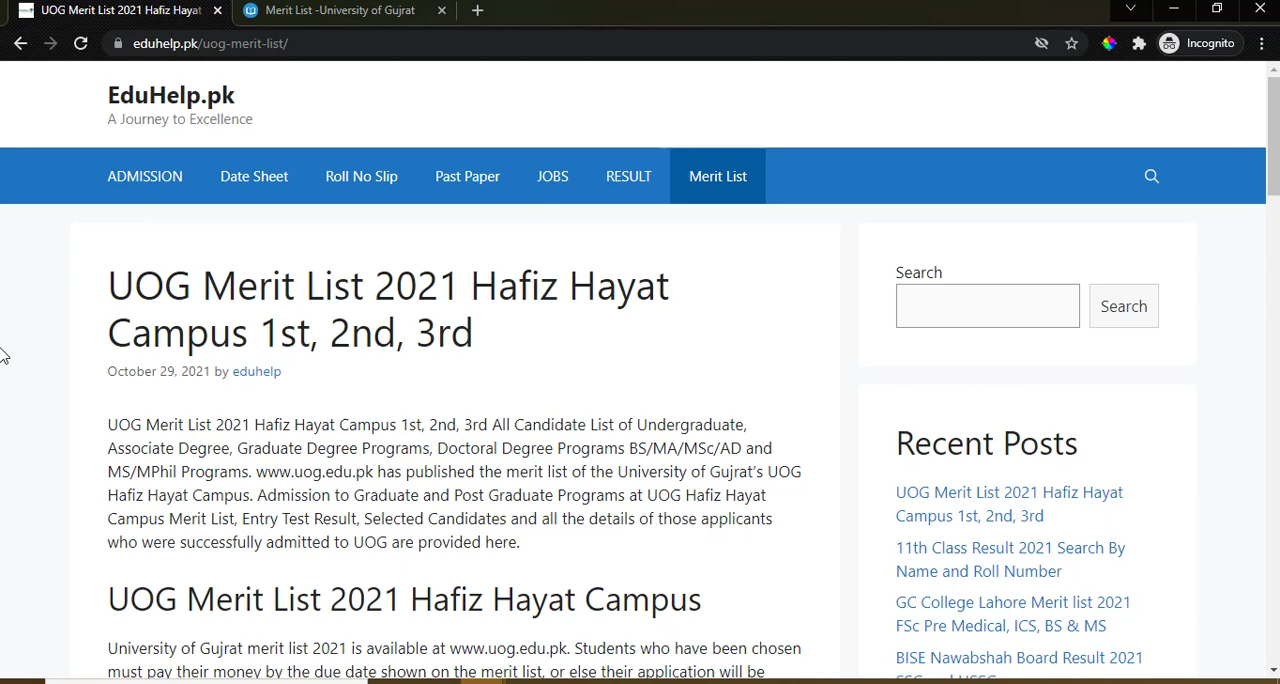 UOG Merit List 2021 Hafiz Hayat
Merit List -University of Gujrat
eduhelp.pk/uog-merit-list/
Incognito
EduHelp.pk
A Journey to Excellence
ADMISSION
Date Sheet
Roll No Slip
Past Paper
JOBS
RESULT
Merit List
UOG Merit List 2021 Hafiz Hayat
Campus 1st, 2nd, 3rd
October 29, 2021 by eduhelp
UOG Merit List 2021 Hafiz Hayat Campus 1st, 2nd, 3rd All Candidate List of Undergraduate,
Associate Degree, Graduate Degree Programs, Doctoral Degree Programs BS/MA/MSc/AD and
MS/MPhil Programs. www.uog.edu.pk has published the merit list of the University of Gujrat's UOG
Hafiz Hayat Campus. Admission to Graduate and Post Graduate Programs at UOG Hafiz Hayat
Campus Merit List, Entry Test Result, Selected Candidates and all the details of those applicants
who were successfully admitted to UOG are provided here.
UOG Merit List 2021 Hafiz Hayat Campus
University of Gujrat merit list 2021 is available at www.uog.edu.pk. Students who have been chosen
must pay their money by the due date shown on the merit list, or else their application will be
Search
Search
Recent Posts
UOG Merit List 2021 Hafiz Hayat
Campus 1st, 2nd, 3rd
11th Class Result 2021 Search By
Name and Roll Number
GC College Lahore Merit list 2021
FSc Pre Medical, ICS, BS & MS
BISE Nawabshah Board Result 2021